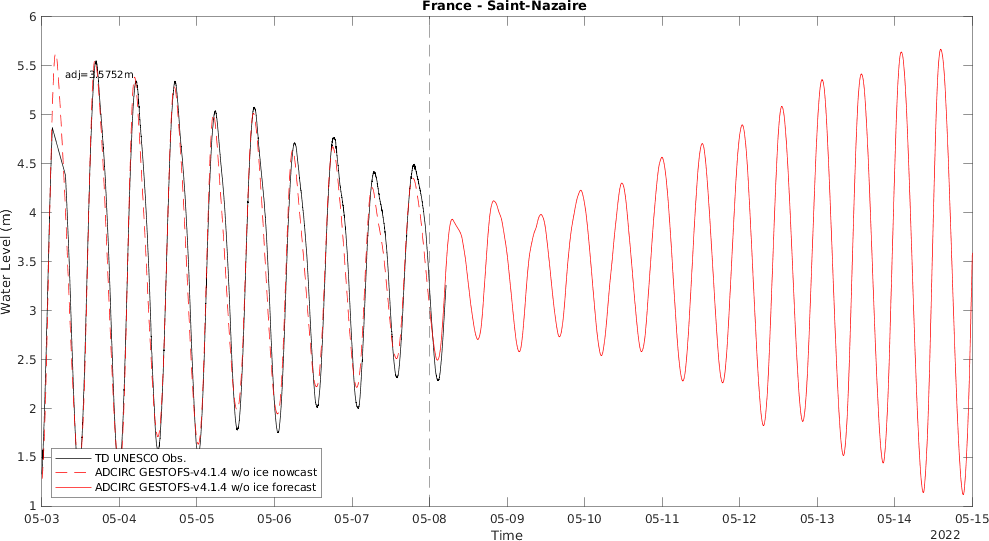 France - Saint-Nazaire
6
5.5
5
4.5
4
3.5
3
2.5
2
1.5
1
Water Level (m)
adj=3.5752m
TD UNESCO Obs.
ADCIRC GESTOFS-v4.1.4 w/o ice nowcast
ADCIRC GESTOFS-v4.1.4 w/o ice forecast
05-03 05-04 05-05 05-06 05-07 05-08 05-09 05-10 05-11 05-12 05-13 05-14 05-15
Time
2022